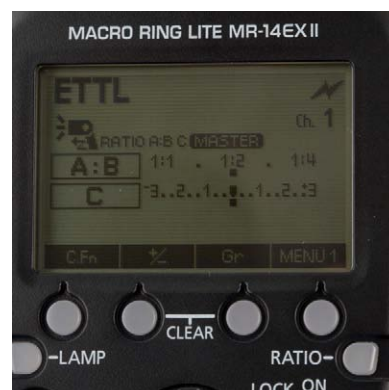 MACRO RING LITE MR-14EX II
ETTL
Ch. 1
RATIO A:B C MASTER
A:B 1:1 . 1:2 . 1:4
C -3..2..1..▪..1..2..+3
C.Fn +/- Gr MENU 1
CLEAR
LAMP RATIO
LOCK ON